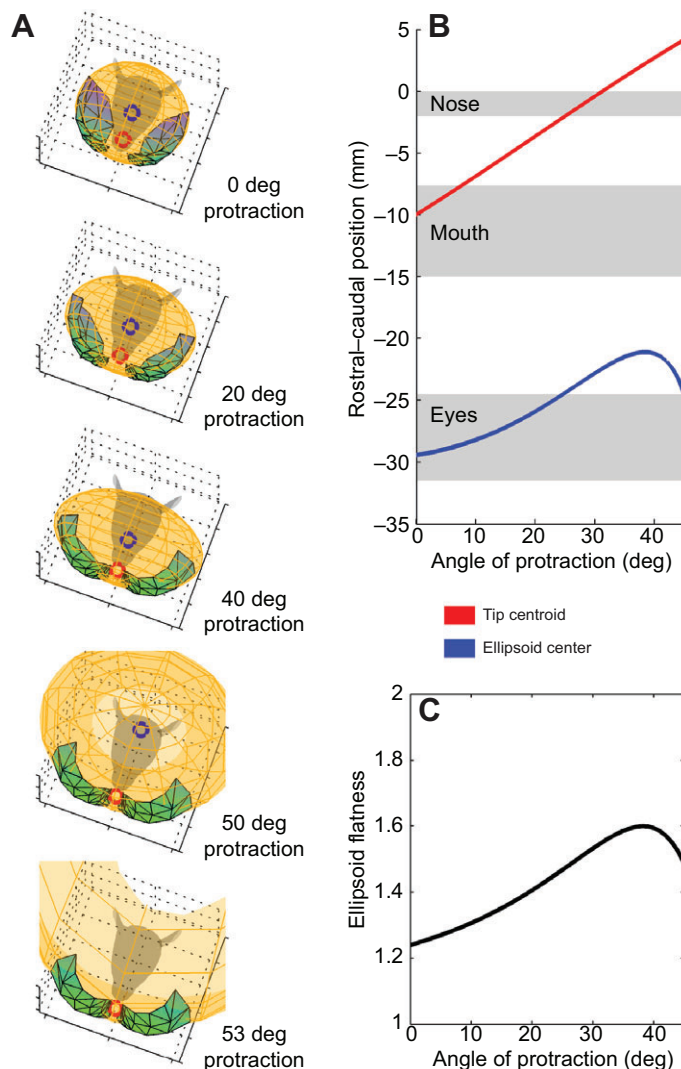 A
0 deg
protraction
20 deg
protraction
40 deg
protraction
50 deg
protraction
53 deg
protraction
B
5
0
–5
–10
–15
–20
–25
–30
–35
Rostral–caudal position (mm)
Nose
Mouth
Eyes
0 10 20 30 40
Angle of protraction (deg)
Tip centroid
Ellipsoid center
C
2
1.8
1.6
1.4
1.2
1
Ellipsoid flatness
0 10 20 30 40
Angle of protraction (deg)